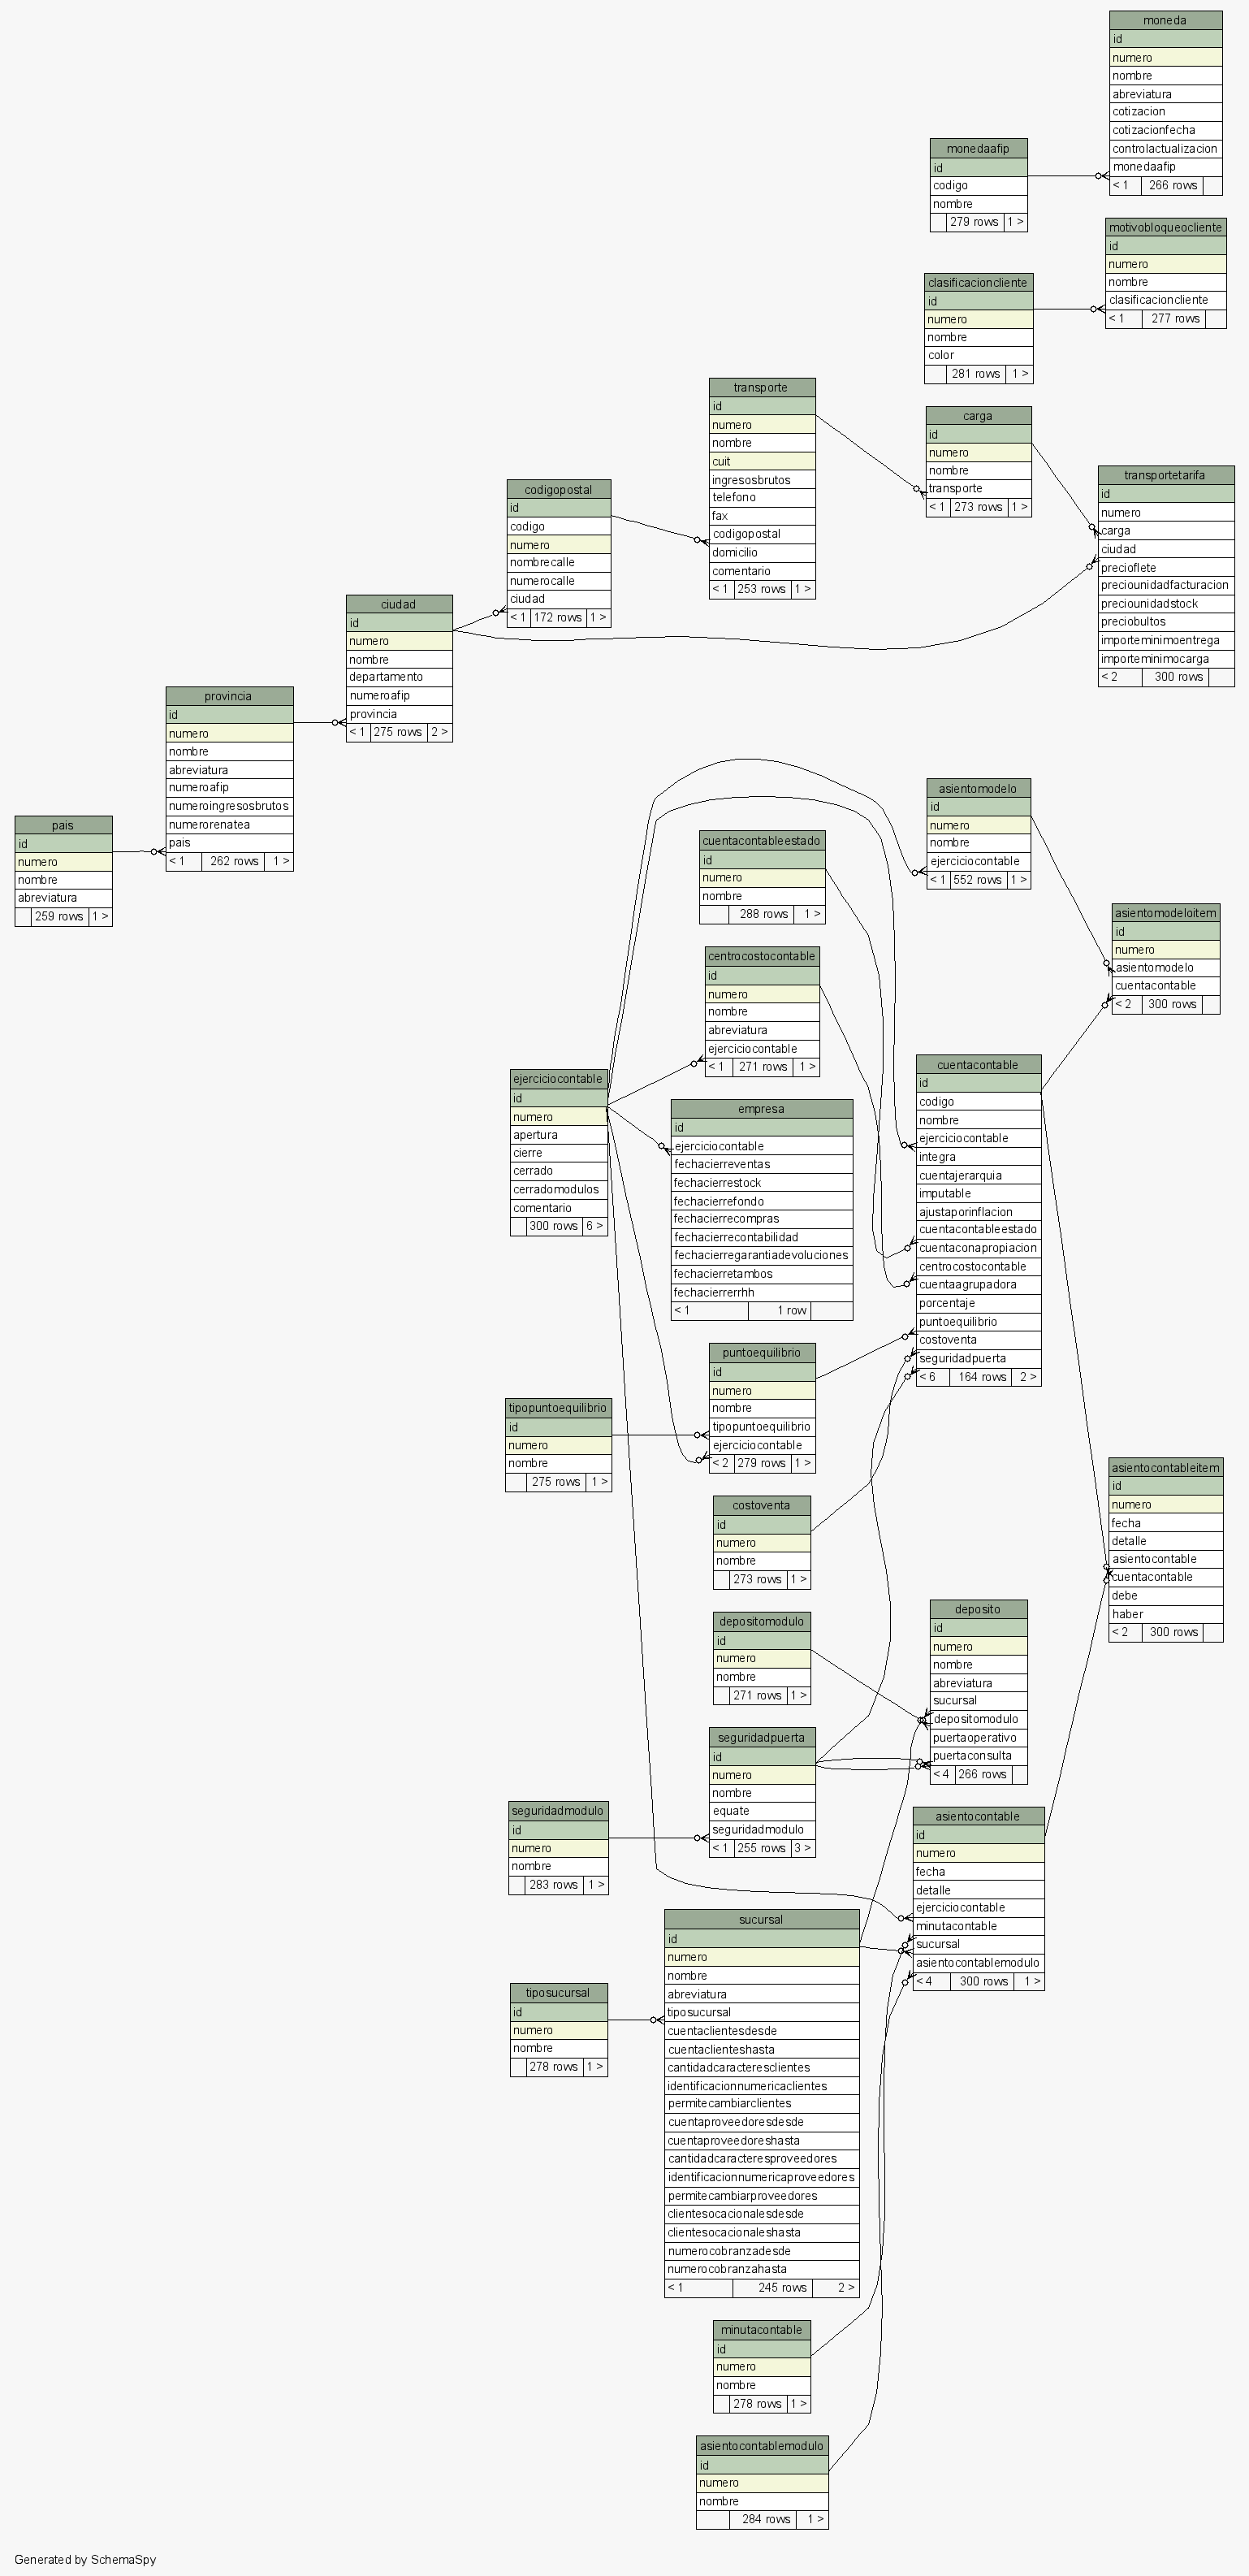 moneda
id
numero
nombre
abreviatura
cotizacion
cotizacionfecha
controlactualizacion
monedaafip
< 1 266 rows
monedaafip
id
codigo
nombre
279 rows 1 >
motivobloqueocliente
id
numero
nombre
clasificacioncliente
< 1 277 rows
clasificacioncliente
id
numero
nombre
color
281 rows 1 >
transporte
id
numero
nombre
cuit
ingresosbrutos
telefono
fax
codigopostal
domicilio
comentario
< 1 253 rows 1 >
carga
id
numero
nombre
transporte
< 1 273 rows 1 >
transportetarifa
id
numero
carga
ciudad
precioflete
preciounidadfacturacion
preciounidadstock
preciobultos
importeminimoentrega
importeminimocarga
< 2 300 rows
codigopostal
id
codigo
numero
nombrecalle
numerocalle
ciudad
< 1 172 rows 1 >
ciudad
id
numero
nombre
departamento
numeroafip
provincia
< 1 275 rows 2 >
provincia
id
numero
nombre
abreviatura
numeroafip
numeroingresosbrutos
numerorenatea
pais
< 1 262 rows 1 >
pais
id
numero
nombre
abreviatura
259 rows 1 >
asientomodelo
id
numero
nombre
ejerciciocontable
< 1 552 rows 1 >
cuentacontableestado
id
numero
nombre
288 rows 1 >
asientomodeloitem
id
numero
asientomodelo
cuentacontable
< 2 300 rows
centrocostocontable
id
numero
nombre
abreviatura
ejerciciocontable
< 1 271 rows 1 >
ejerciciocontable
id
numero
apertura
cierre
cerrado
cerradomodulos
comentario
300 rows 6 >
empresa
id
ejerciciocontable
fechacierreventas
fechacierrestock
fechacierrefondo
fechacierrecompras
fechacierrecontabilidad
fechacierregarantiadevoluciones
fechacierretambos
fechacierrerrhh
< 1 1 row
cuentacontable
id
codigo
nombre
ejerciciocontable
integra
cuentajerarquia
imputable
ajustaporinflacion
cuentacontableestado
cuentaconapropiacion
centrocostocontable
cuentaagrupadora
porcentaje
puntoequilibrio
costoventa
seguridadpuerta
< 6 164 rows 2 >
puntoequilibrio
id
numero
nombre
tipopuntoequilibrio
ejerciciocontable
< 2 279 rows 1 >
tipopuntoequilibrio
id
numero
nombre
275 rows 1 >
costoventa
id
numero
nombre
273 rows 1 >
asientocontableitem
id
numero
fecha
detalle
asientocontable
cuentacontable
debe
haber
< 2 300 rows
depositomodulo
id
numero
nombre
271 rows 1 >
deposito
id
numero
nombre
abreviatura
sucursal
depositomodulo
puertaoperativo
puertaconsulta
< 4 266 rows
seguridadpuerta
id
numero
nombre
equate
seguridadmodulo
< 1 255 rows 3 >
seguridadmodulo
id
numero
nombre
283 rows 1 >
asientocontable
id
numero
fecha
detalle
ejerciciocontable
minutacontable
sucursal
asientocontablemodulo
< 4 300 rows 1 >
sucursal
id
numero
nombre
abreviatura
tiposucursal
cuentaclientesdesde
cuentaclienteshasta
cantidadcaracteresclientes
identificacionnumericaclientes
permitecambiarclientes
cuentaproveedoresdesde
cuentaproveedoreshasta
cantidadcaracteresproveedores
identificacionnumericaproveedores
permitecambiarproveedores
clientesocacionalesdesde
clientesocacionaleshasta
numerocobranzadesde
numerocobranzahasta
< 1 245 rows 2 >
tiposucursal
id
numero
nombre
278 rows 1 >
minutacontable
id
numero
nombre
278 rows 1 >
asientocontablemodulo
id
numero
nombre
284 rows 1 >
Generated by SchemaSpy